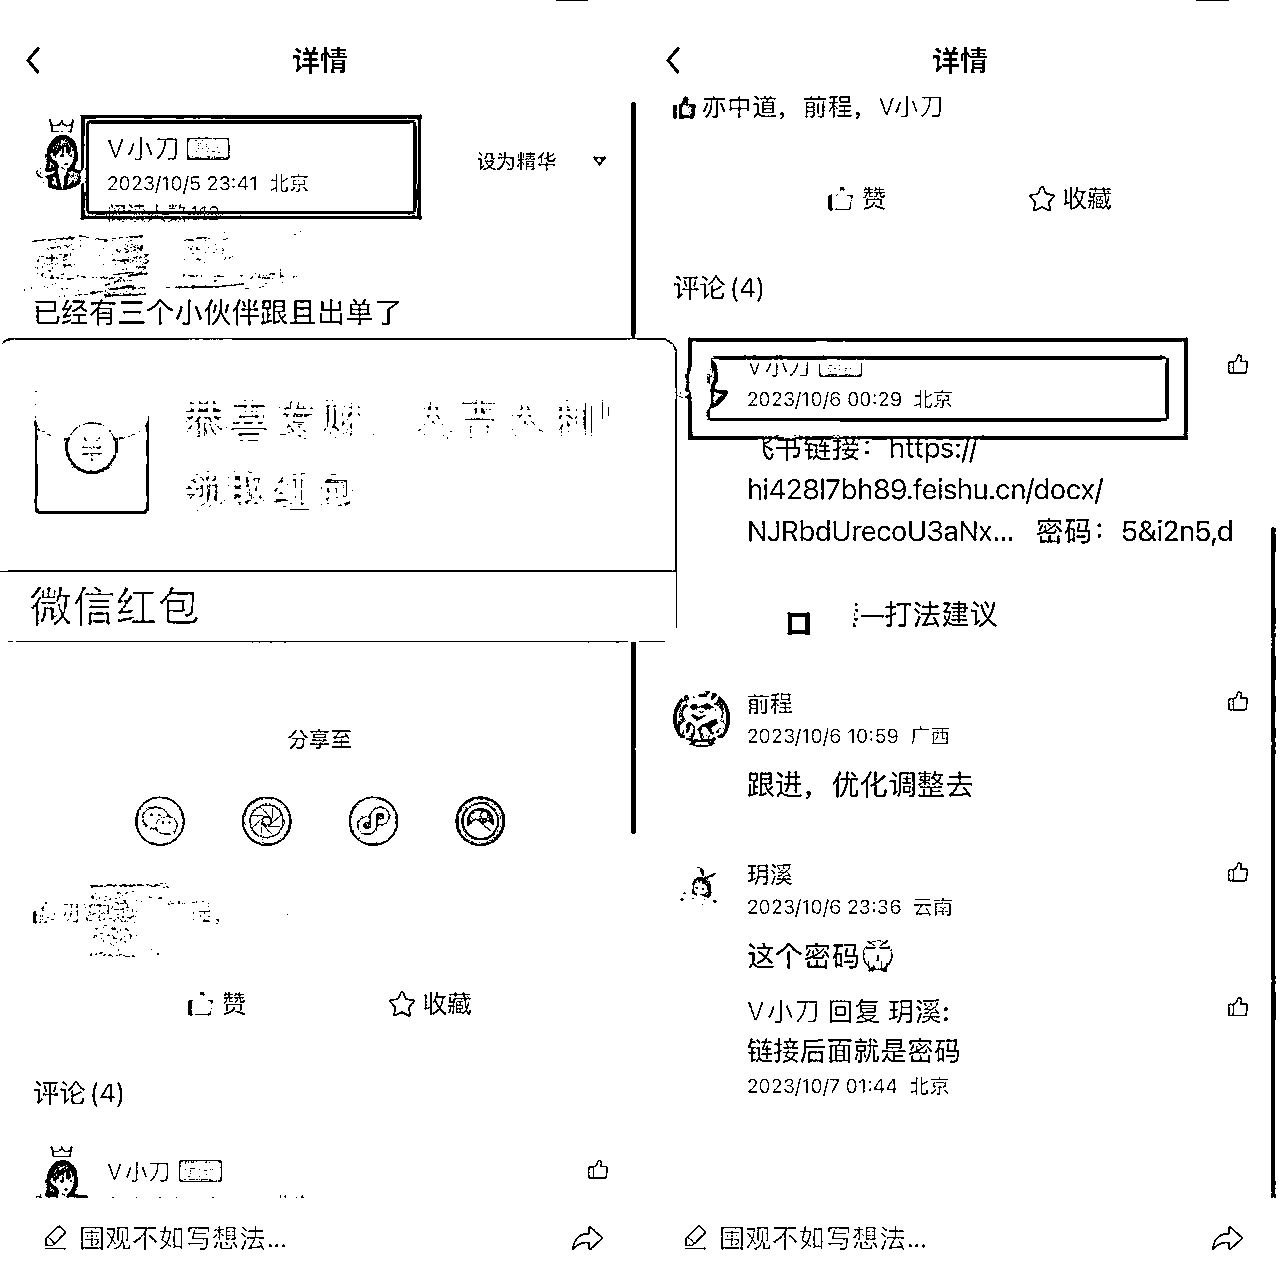 详情
V小刀
2023/10/5 23:41 北京
阅读人数 112
设为精华
已经有三个小伙伴跟且出单了
恭喜发财，大吉大利！
领取红包
微信红包
分享至
赞
收藏
评论 (4)
V小刀
围观不如写想法...
详情
亦中道，前程，V小刀
赞
收藏
评论 (4)
V小刀
2023/10/6 00:29 北京
飞书链接：https://
hi428l7bh89.feishu.cn/docx/
NJRbdUrecoU3aNx... 密码：5&i2n5,d
—打法建议
前程
2023/10/6 10:59 广西
跟进，优化调整去
玥溪
2023/10/6 23:36 云南
这个密码
V小刀 回复 玥溪:
链接后面就是密码
2023/10/7 01:44 北京
围观不如写想法...